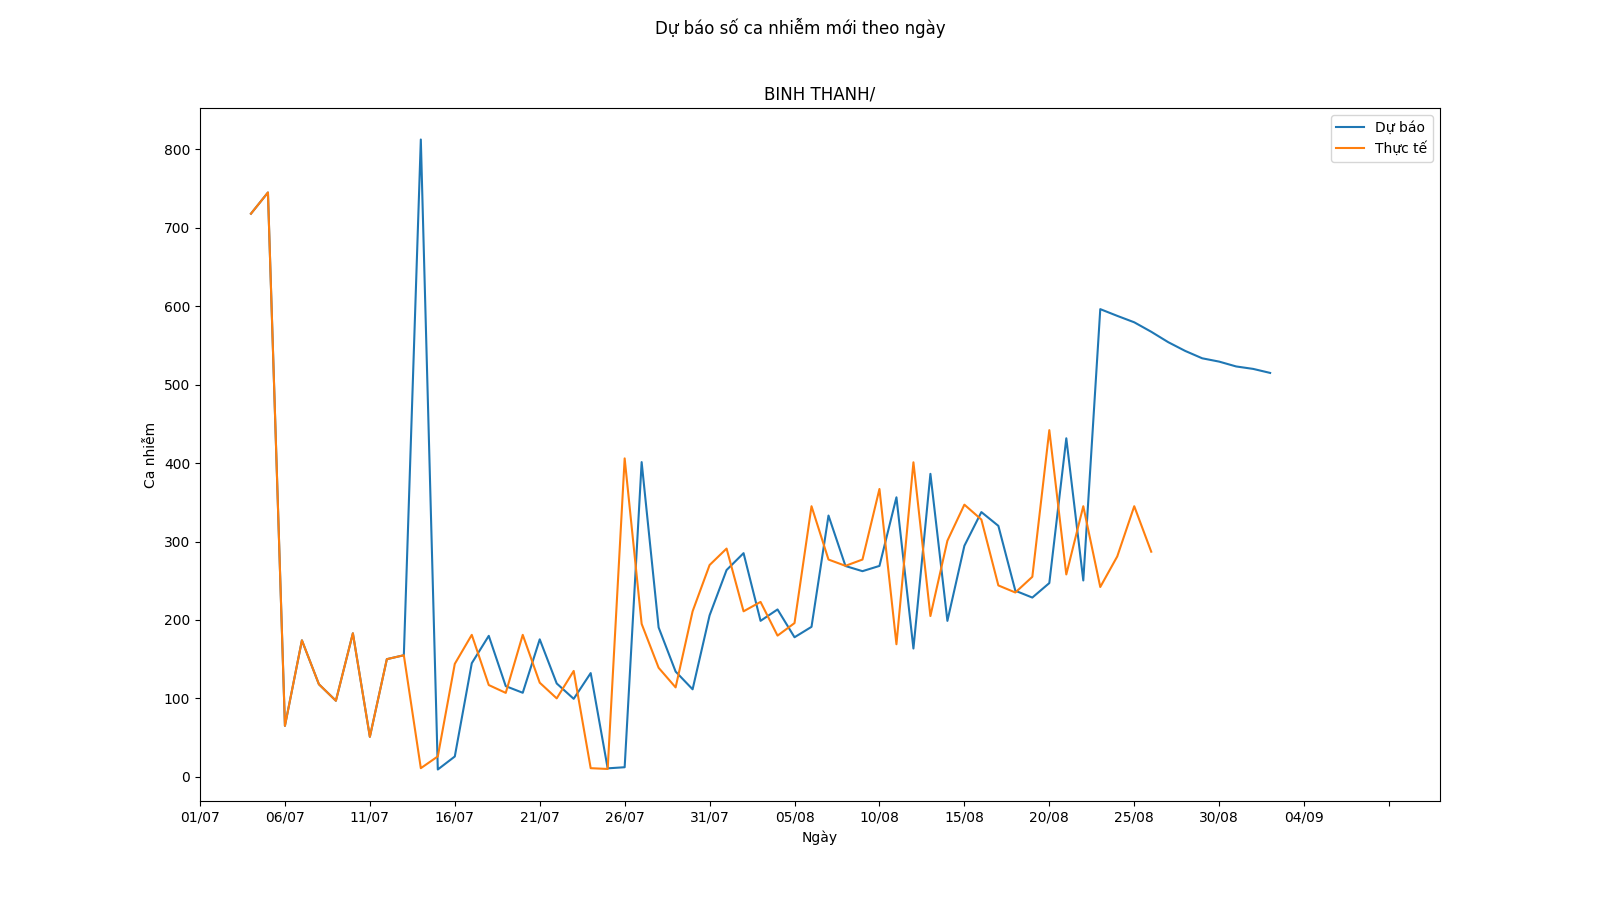 Dự báo số ca nhiễm mới theo ngày
BINH THANH/
Dự báo
Thực tế
800
700
600
500
400
300
200
100
0
Ca nhiễm
01/07 06/07 11/07 16/07 21/07 26/07 31/07 05/08 10/08 15/08 20/08 25/08 30/08 04/09
Ngày